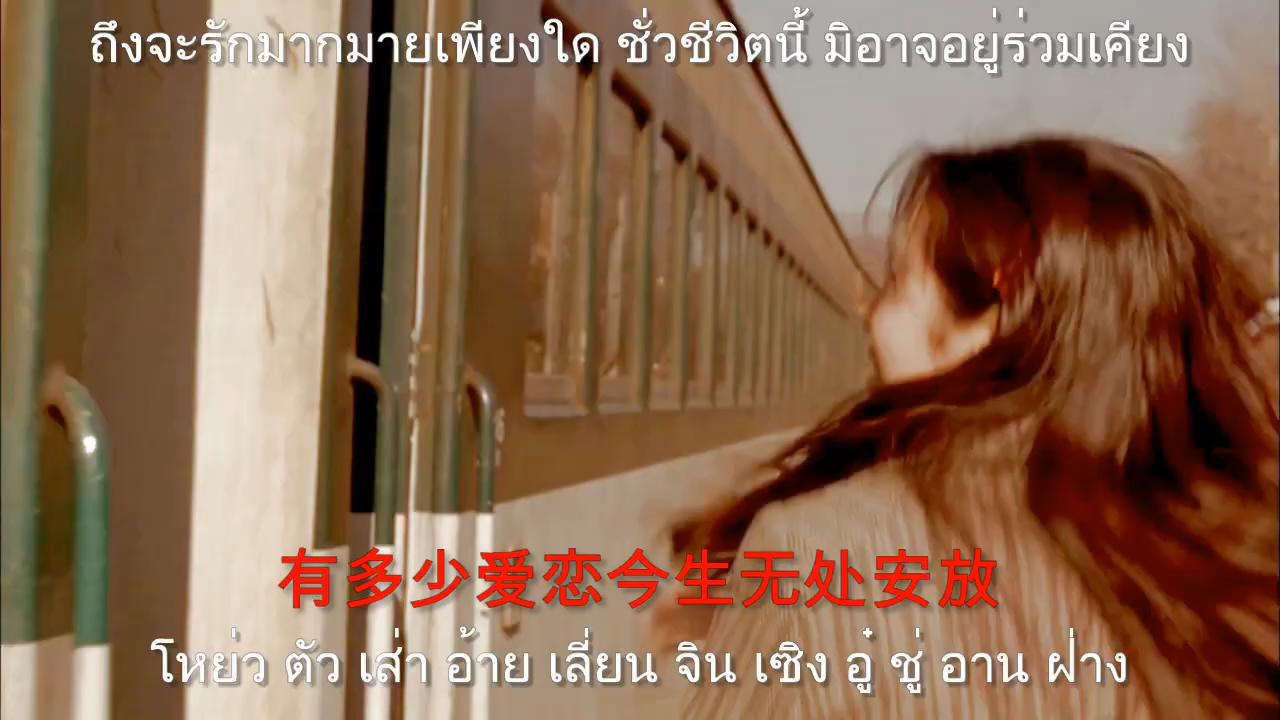 ถึงจะรักมากมายเพียงใด ชั่วชีวิตนี้ มิอาจอยู่ร่วมเคียง
有多少爱恋今生无处安放
โหย่ว ตัว เส่า อ้าย เลี่ยน จิน เซิง อู๋ ชู่ อาน ฝ่าง